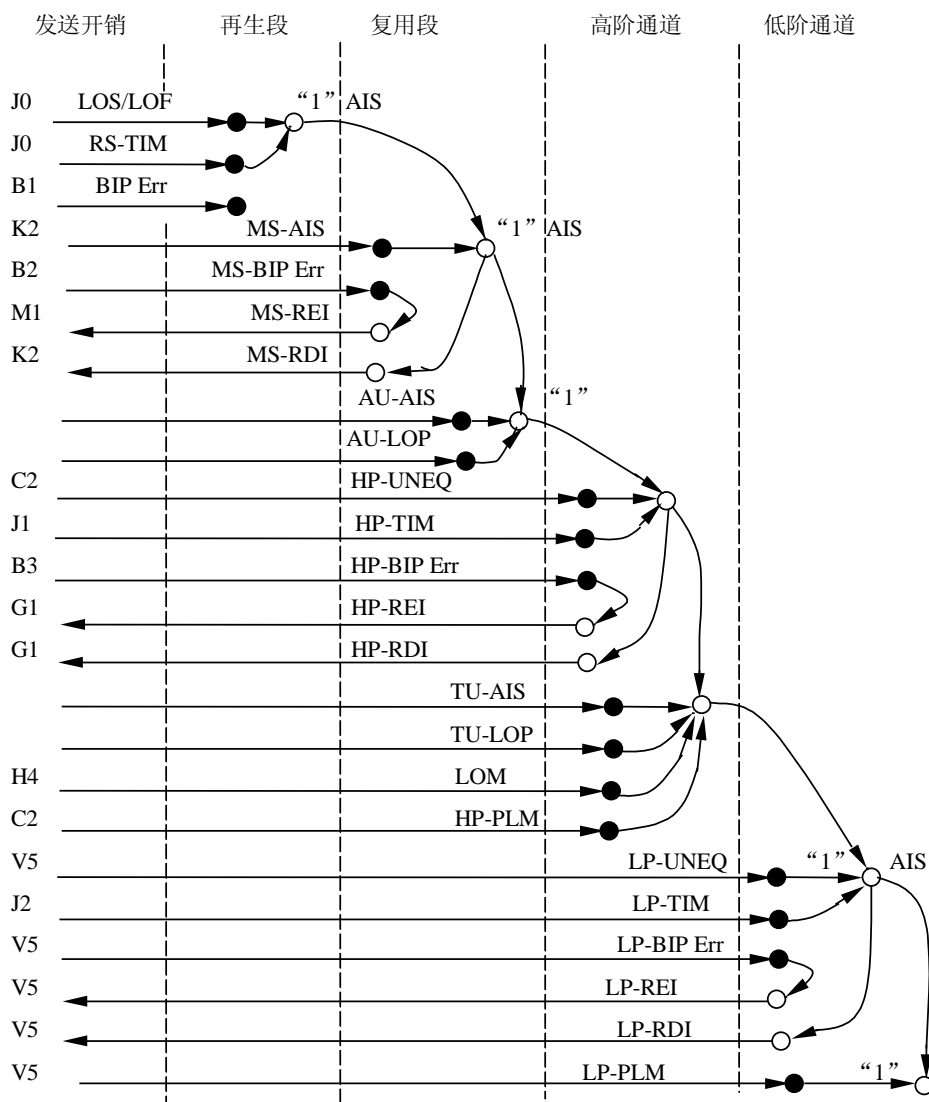 发送开销 再生段 复用段 高阶通道 低阶通道
J0 LOS/LOF “1” AIS
J0 RS-TIM
B1 BIP Err
K2 MS-AIS “1” AIS
B2 MS-BIP Err
M1 MS-REI
K2 MS-RDI
AU-AIS “1”
AU-LOP
C2 HP-UNEQ
J1 HP-TIM
B3 HP-BIP Err
G1 HP-REI
G1 HP-RDI
TU-AIS
TU-LOP
H4 LOM
C2 HP-PLM
V5 LP-UNEQ “1” AIS
J2 LP-TIM
V5 LP-BIP Err
V5 LP-REI
V5 LP-RDI
V5 LP-PLM “1”